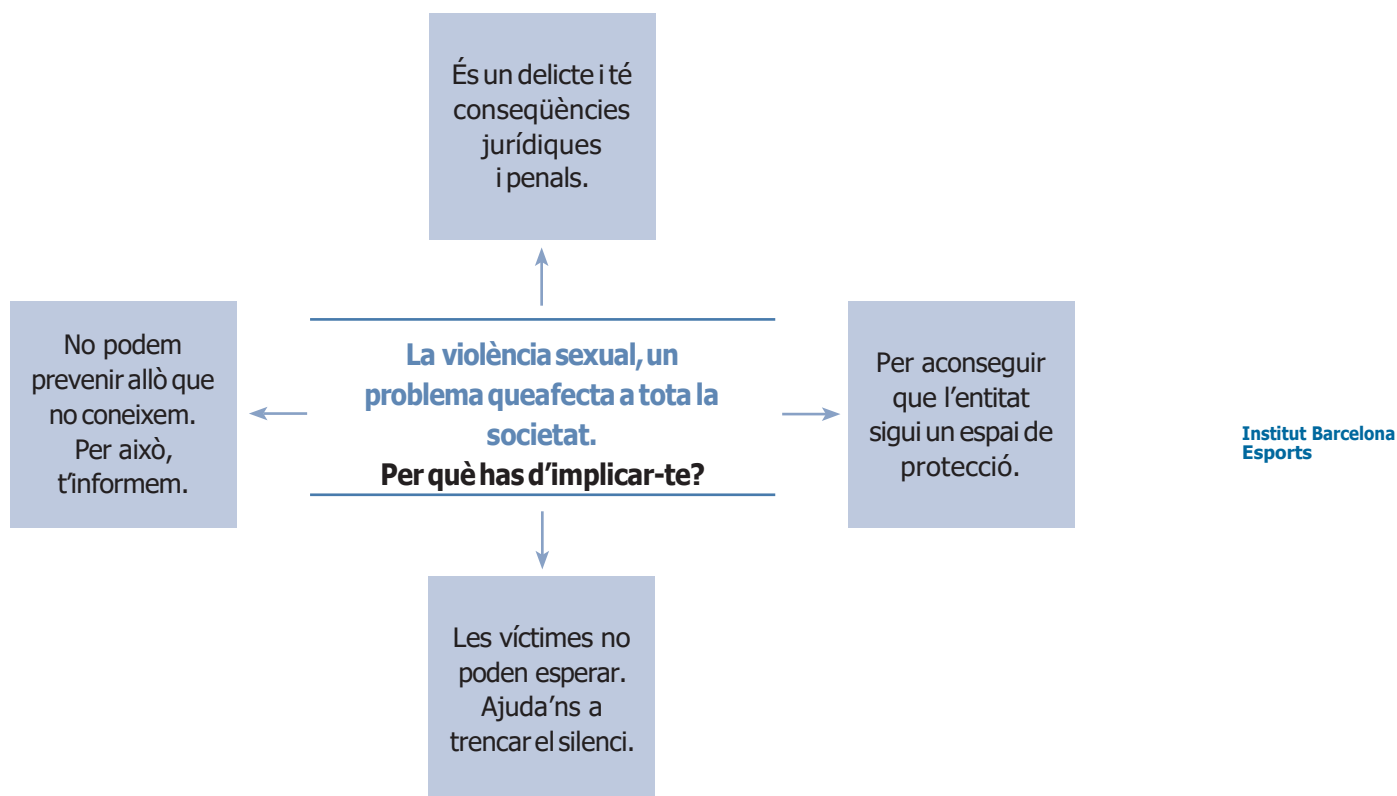 És un delicte i té
conseqüències
jurídiques
i penals.
No podem
prevenir allò que
no coneixem.
Per això,
t'informem.
La violència sexual, un
problema queafecta a tota la
societat.
Per què has d'implicar-te?
Per aconseguir
que l'entitat
sigui un espai de
protecció.
Institut Barcelona
Esports
Les víctimes no
poden esperar.
Ajuda'ns a
trencar el silenci.